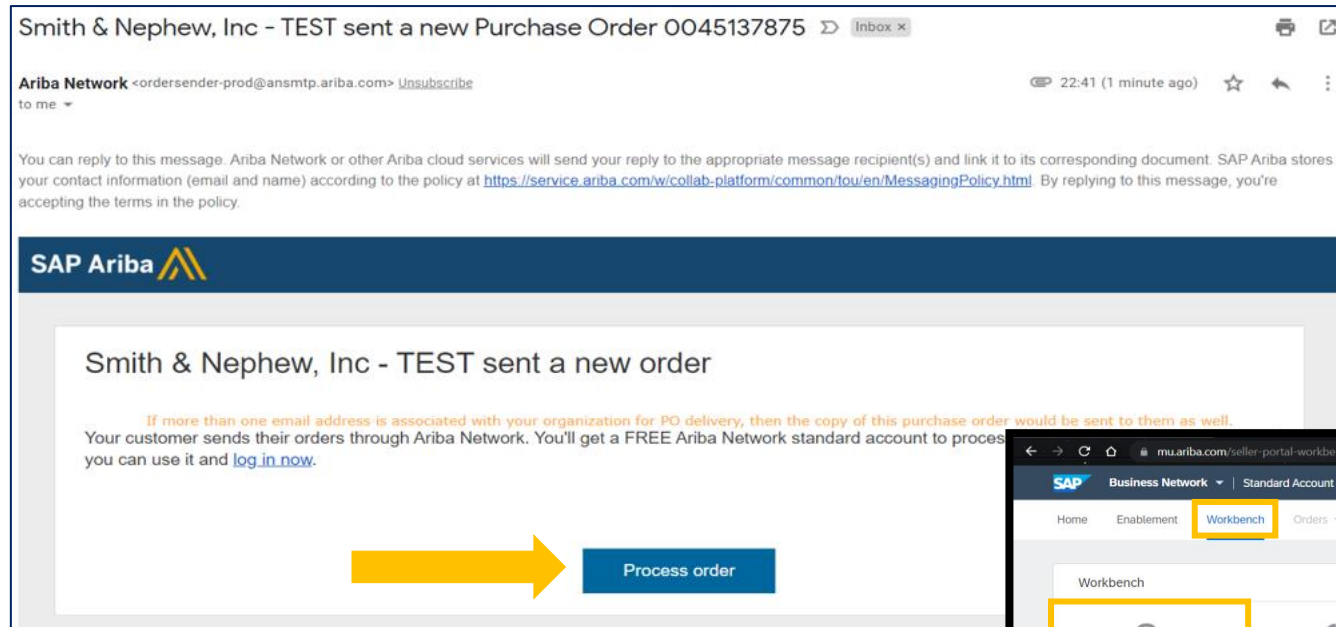 Smith & Nephew, Inc - TEST sent a new Purchase Order 0045137875 Inbox ×
Ariba Network <ordersender-prod@ansmtp.ariba.com> Unsubscribe
22:41 (1 minute ago)
to me
You can reply to this message. Ariba Network or other Ariba cloud services will send your reply to the appropriate message recipient(s) and link it to its corresponding document. SAP Ariba stores
your contact information (email and name) according to the policy at https://service.ariba.com/w/collab-platform/common/tou/en/MessagingPolicy.html. By replying to this message, you're
accepting the terms in the policy.
SAP Ariba
Smith & Nephew, Inc - TEST sent a new order
If more than one email address is associated with your organization for PO delivery, then the copy of this purchase order would be sent to them as well.
Your customer sends their orders through Ariba Network. You'll get a FREE Ariba Network standard account to proces
you can use it and log in now.
Process order
mu.ariba.com/seller-portal-workbe
SAP Business Network | Standard Account
Home Enablement Workbench Orders
Workbench